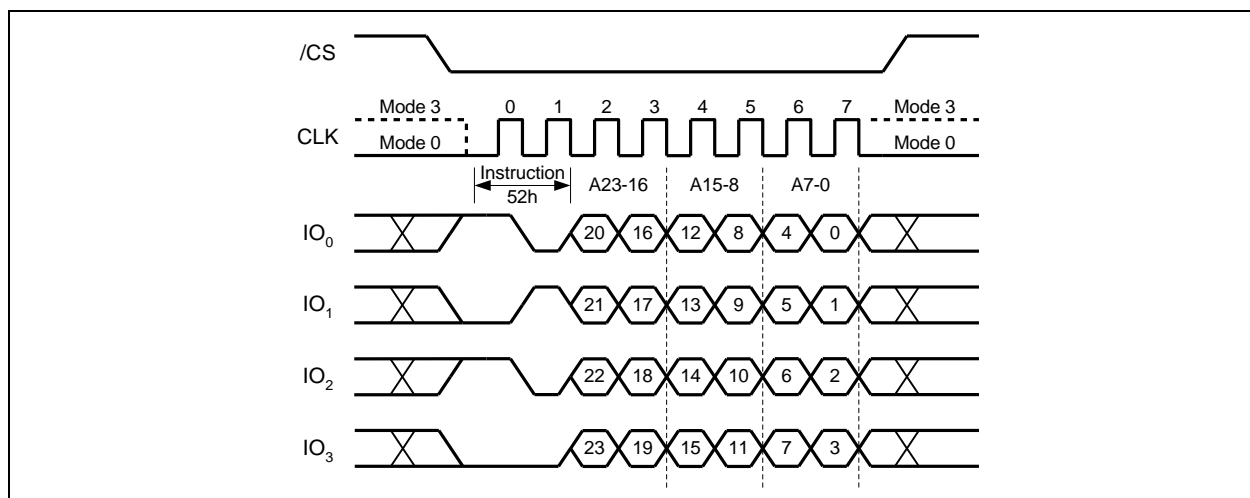 /CS
Mode 3 0 1 2 3 4 5 6 7 Mode 3
CLK
Mode 0 Mode 0
Instruction
52h
A23-16 A15-8 A7-0
IO0 20 16 12 8 4 0
IO1 21 17 13 9 5 1
IO2 22 18 14 10 6 2
IO3 23 19 15 11 7 3